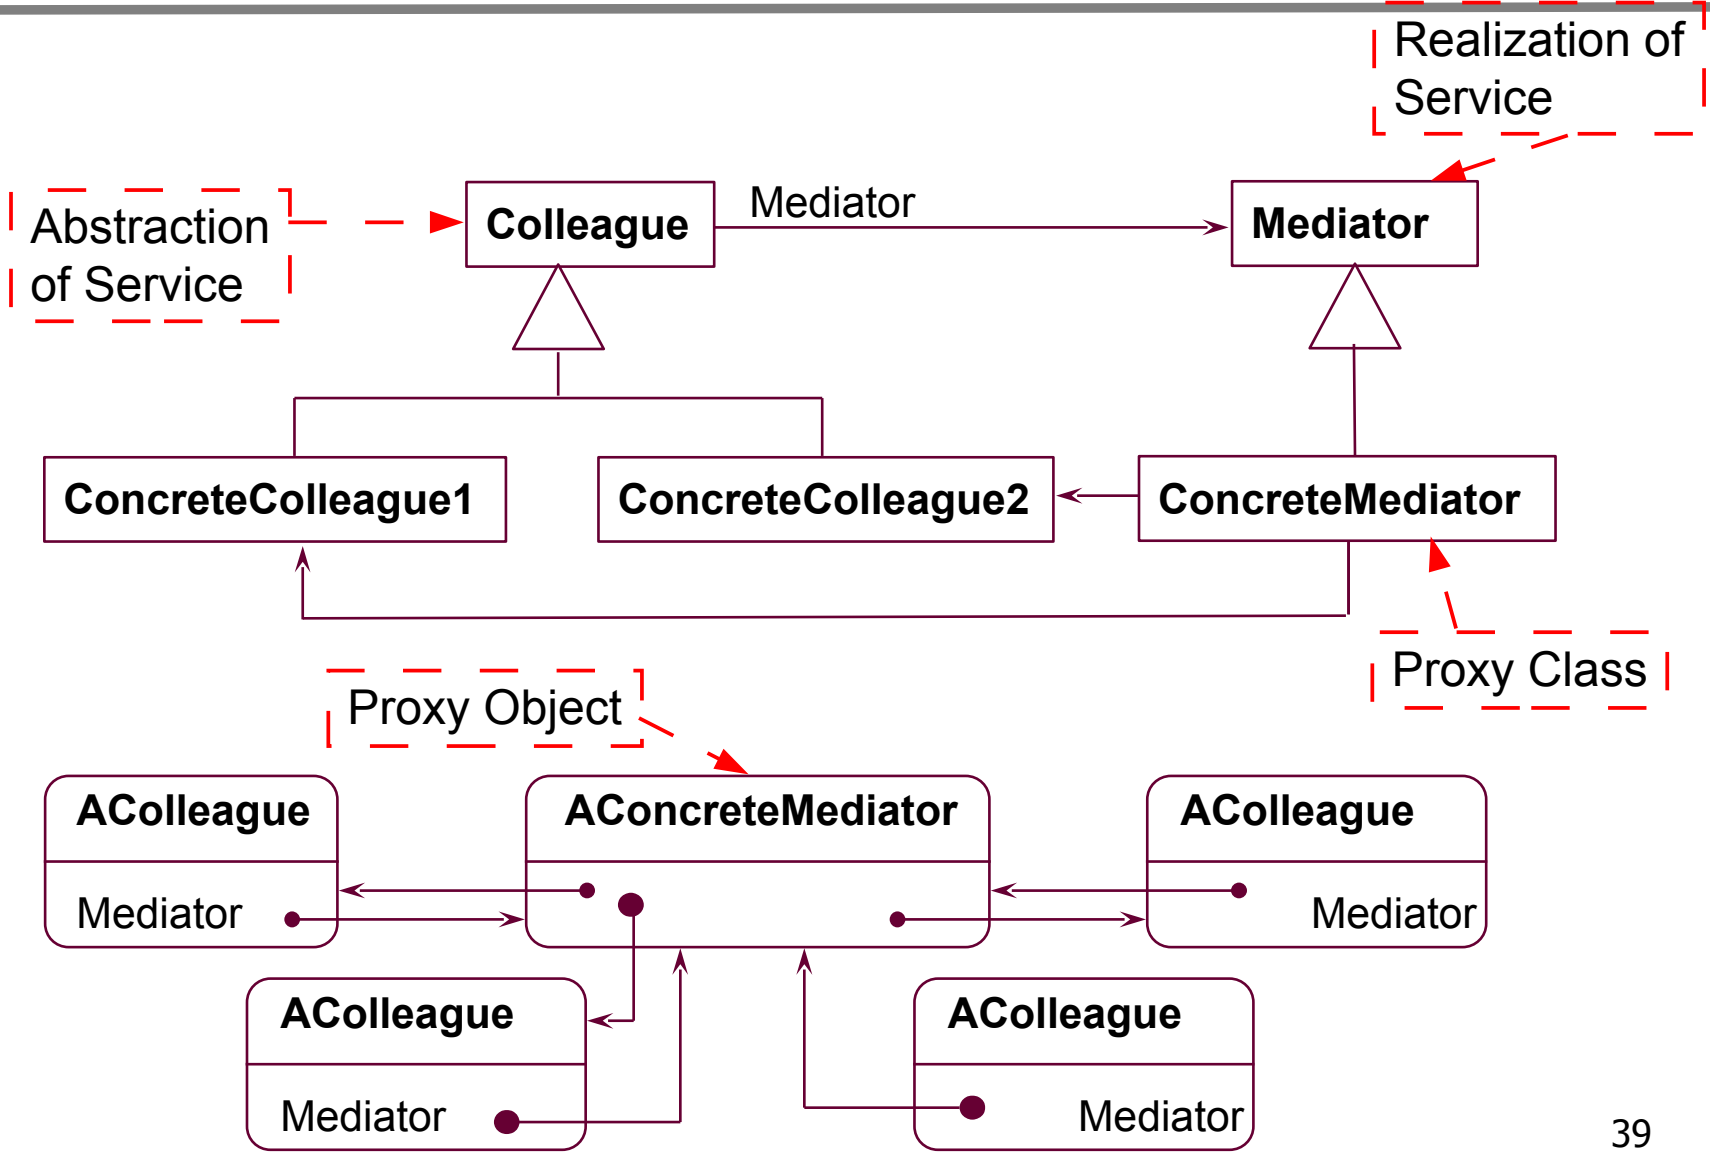 Realization of
Service
Abstraction
of Service
Colleague
Mediator
Mediator
ConcreteColleague1
ConcreteColleague2
ConcreteMediator
Proxy Class
Proxy Object
AColleague
Mediator
AConcreteMediator
AColleague
Mediator
AColleague
Mediator
AColleague
Mediator
39